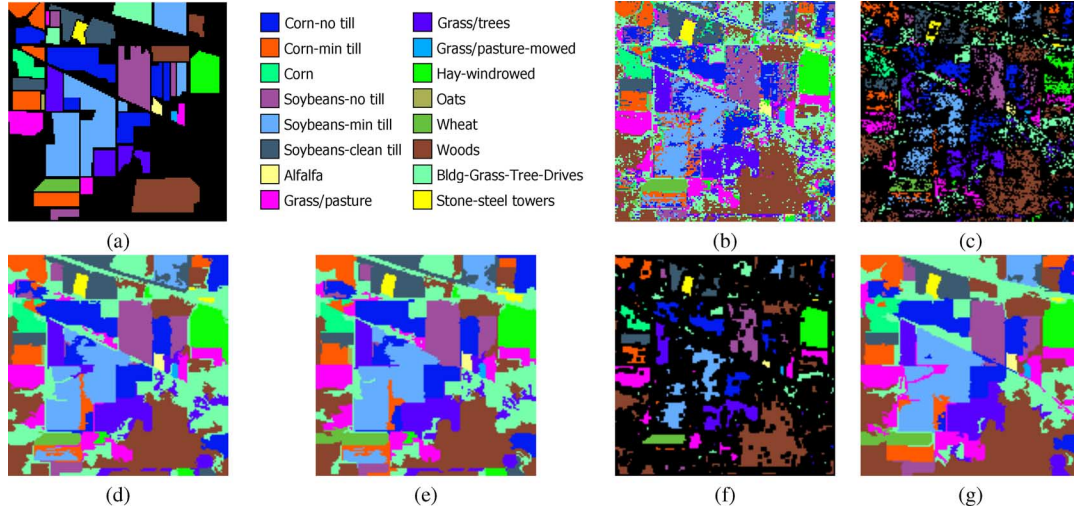 Corn-no till
Corn-min till
Corn
Soybeans-no till
Soybeans-min till
Soybeans-clean till
Alfalfa
Grass/pasture
Grass/trees
Grass/pasture-mowed
Hay-windrowed
Oats
Wheat
Woods
Bldg-Grass-Tree-Drives
Stone-steel towers
(a)
(b)
(c)
(d)
(e)
(f)
(g)